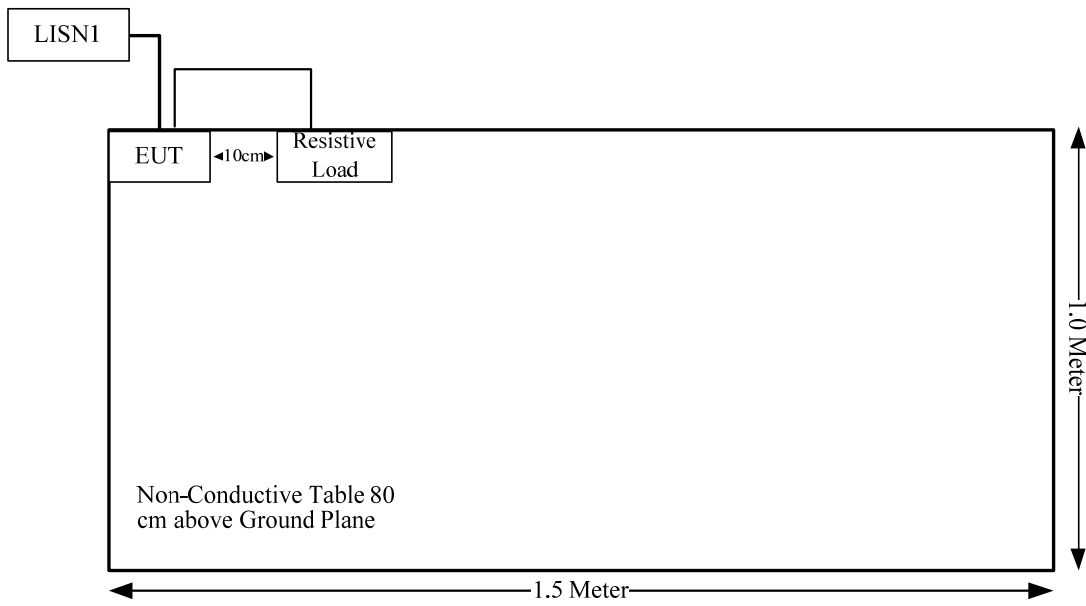 LISN1
EUT
10cm
Resistive
Load
1.0 Meter
Non-Conductive Table 80
cm above Ground Plane
1.5 Meter